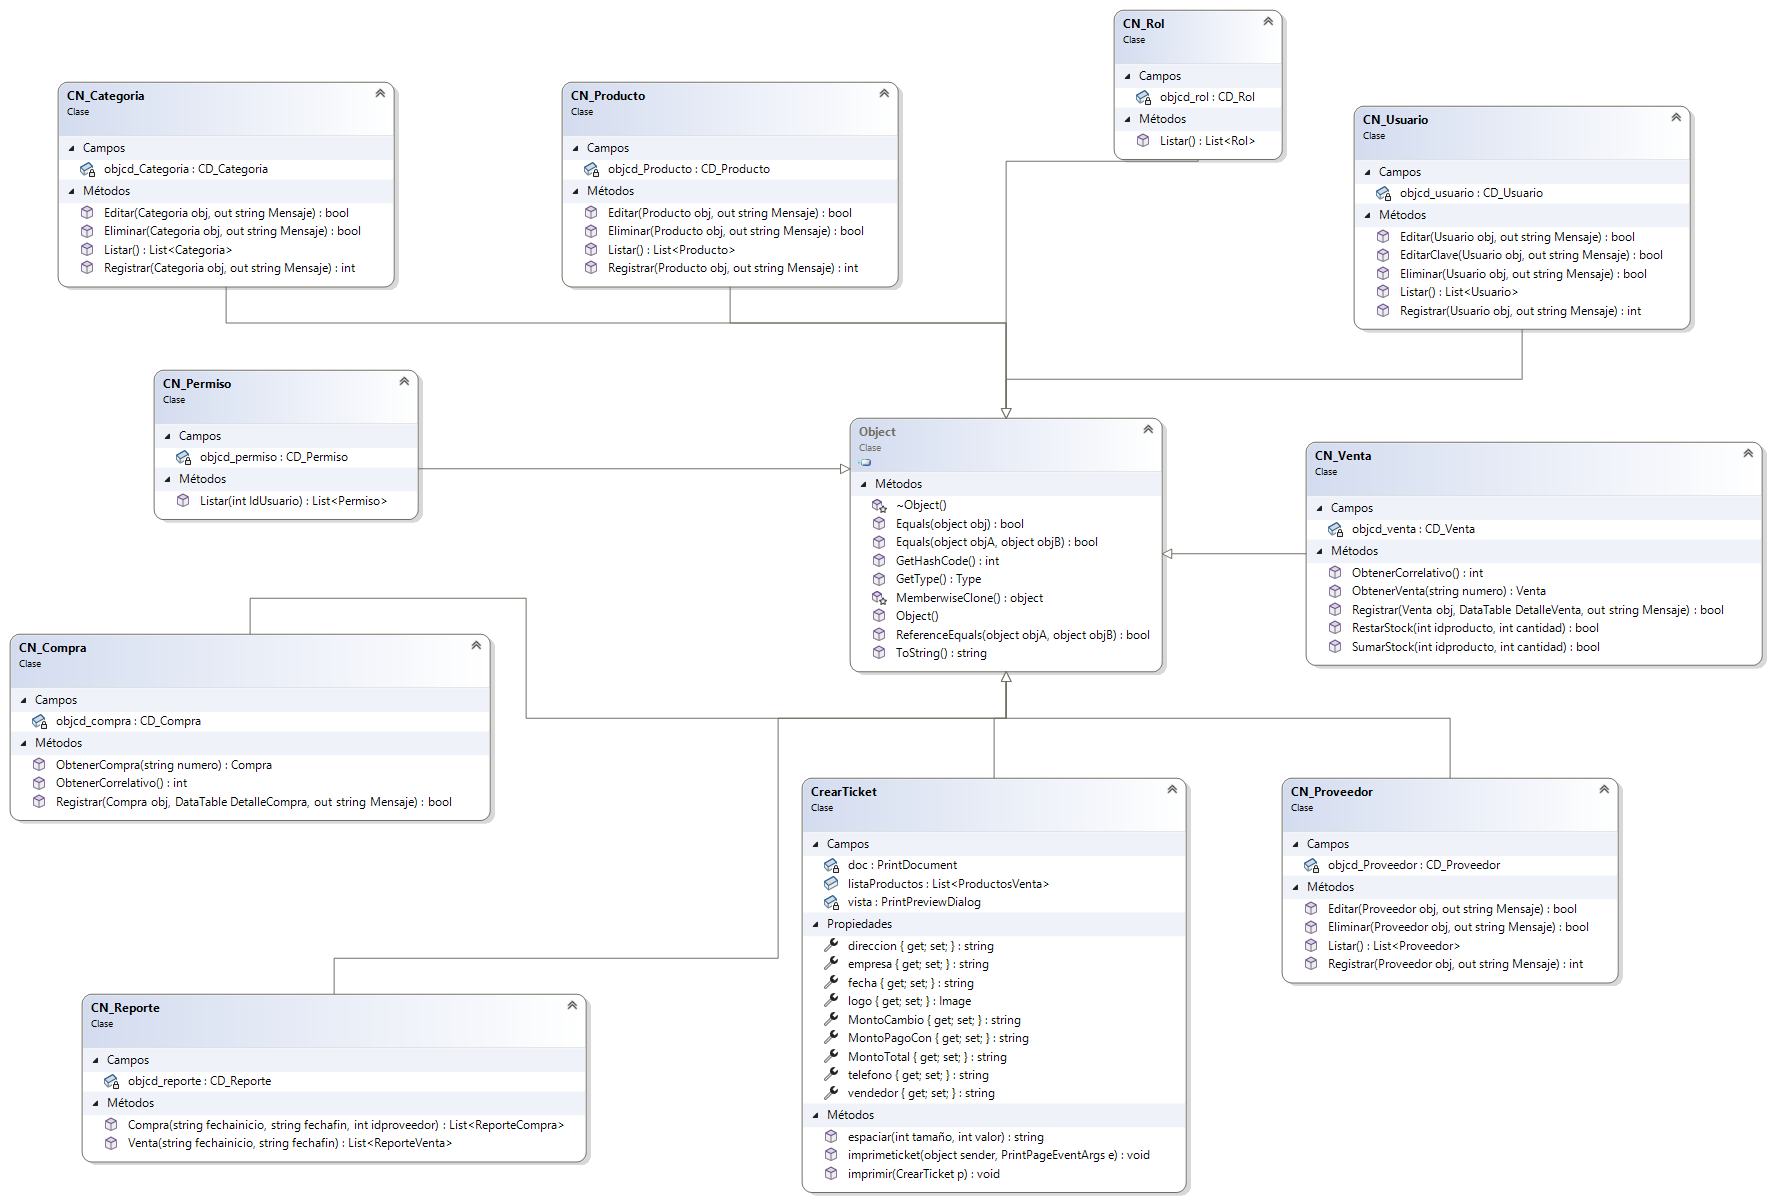 CN_Rol
Clase
Campos
objcd_rol : CD_Rol
Métodos
Listar() : List<Rol>
CN_Categoria
Clase
Campos
objcd_Categoria : CD_Categoria
Métodos
Editar(Categoria obj, out string Mensaje) : bool
Eliminar(Categoria obj, out string Mensaje) : bool
Listar() : List<Categoria>
Registrar(Categoria obj, out string Mensaje) : int
CN_Producto
Clase
Campos
objcd_Producto : CD_Producto
Métodos
Editar(Producto obj, out string Mensaje) : bool
Eliminar(Producto obj, out string Mensaje) : bool
Listar() : List<Producto>
Registrar(Producto obj, out string Mensaje) : int
CN_Usuario
Clase
Campos
objcd_usuario : CD_Usuario
Métodos
Editar(Usuario obj, out string Mensaje) : bool
EditarClave(Usuario obj, out string Mensaje) : bool
Eliminar(Usuario obj, out string Mensaje) : bool
Listar() : List<Usuario>
Registrar(Usuario obj, out string Mensaje) : int
CN_Permiso
Clase
Campos
objcd_permiso : CD_Permiso
Métodos
Listar(int IdUsuario) : List<Permiso>
Object
Clase
Métodos
~Object()
Equals(object obj) : bool
Equals(object objA, object objB) : bool
GetHashCode() : int
GetType() : Type
MemberwiseClone() : object
Object()
ReferenceEquals(object objA, object objB) : bool
ToString() : string
CN_Venta
Clase
Campos
objcd_venta : CD_Venta
Métodos
ObtenerCorrelativo() : int
ObtenerVenta(string numero) : Venta
Registrar(Venta obj, DataTable DetalleVenta, out string Mensaje) : bool
RestarStock(int idproducto, int cantidad) : bool
SumarStock(int idproducto, int cantidad) : bool
CN_Compra
Clase
Campos
objcd_compra : CD_Compra
Métodos
ObtenerCompra(string numero) : Compra
ObtenerCorrelativo() : int
Registrar(Compra obj, DataTable DetalleCompra, out string Mensaje) : bool
CrearTicket
Clase
Campos
doc : PrintDocument
listaProductos : List<ProductosVenta>
vista : PrintPreviewDialog
Propiedades
direccion { get; set; } : string
empresa { get; set; } : string
fecha { get; set; } : string
logo { get; set; } : Image
MontoCambio { get; set; } : string
MontoPagoCon { get; set; } : string
MontoTotal { get; set; } : string
telefono { get; set; } : string
vendedor { get; set; } : string
Métodos
espaciar(int tamaño, int valor) : string
imprimeticket(object sender, PrintPageEventArgs e) : void
imprimir(CrearTicket p) : void
CN_Proveedor
Clase
Campos
objcd_Proveedor : CD_Proveedor
Métodos
Editar(Proveedor obj, out string Mensaje) : bool
Eliminar(Proveedor obj, out string Mensaje) : bool
Listar() : List<Proveedor>
Registrar(Proveedor obj, out string Mensaje) : int
CN_Reporte
Clase
Campos
objcd_reporte : CD_Reporte
Métodos
Compra(string fechainicio, string fechafin, int idproveedor) : List<ReporteCompra>
Venta(string fechainicio, string fechafin) : List<ReporteVenta>